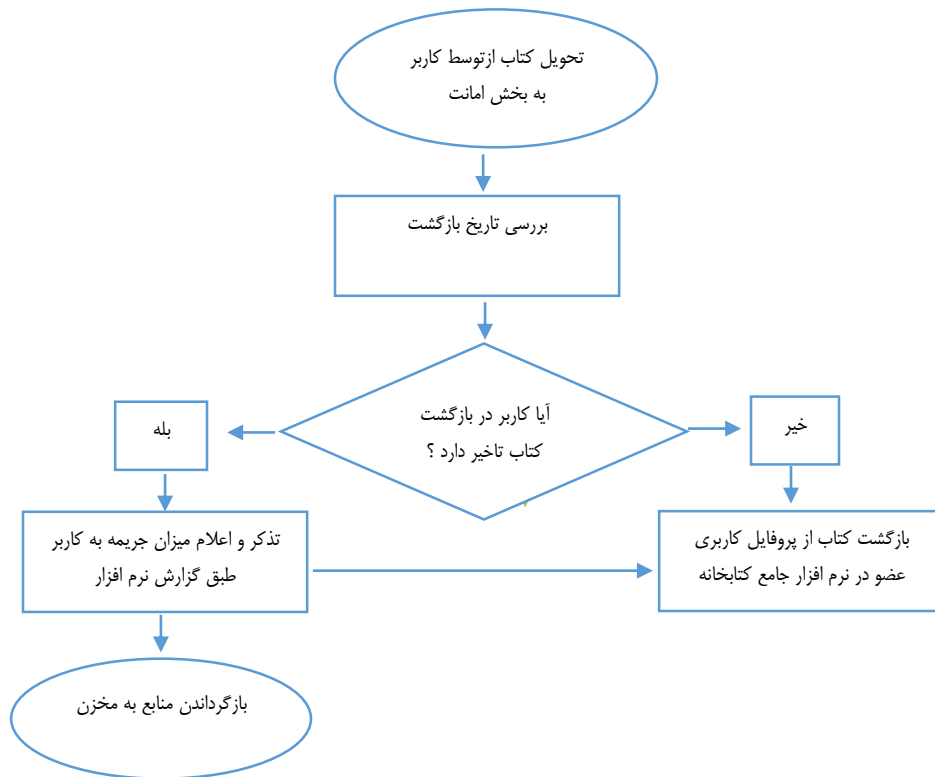 تحویل کتاب ازتوسط کاربر
به بخش امانت
بررسی تاریخ بازگشت
آیا کاربر در بازگشت
کتاب تاخیر دارد ؟
خیر
بله
بازگشت کتاب از پروفایل کاربری
عضو در نرم افزار جامع کتابخانه
تذکر و اعلام میزان جریمه به کاربر
طبق گزارش نرم افزار
بازگرداندن منابع به مخزن